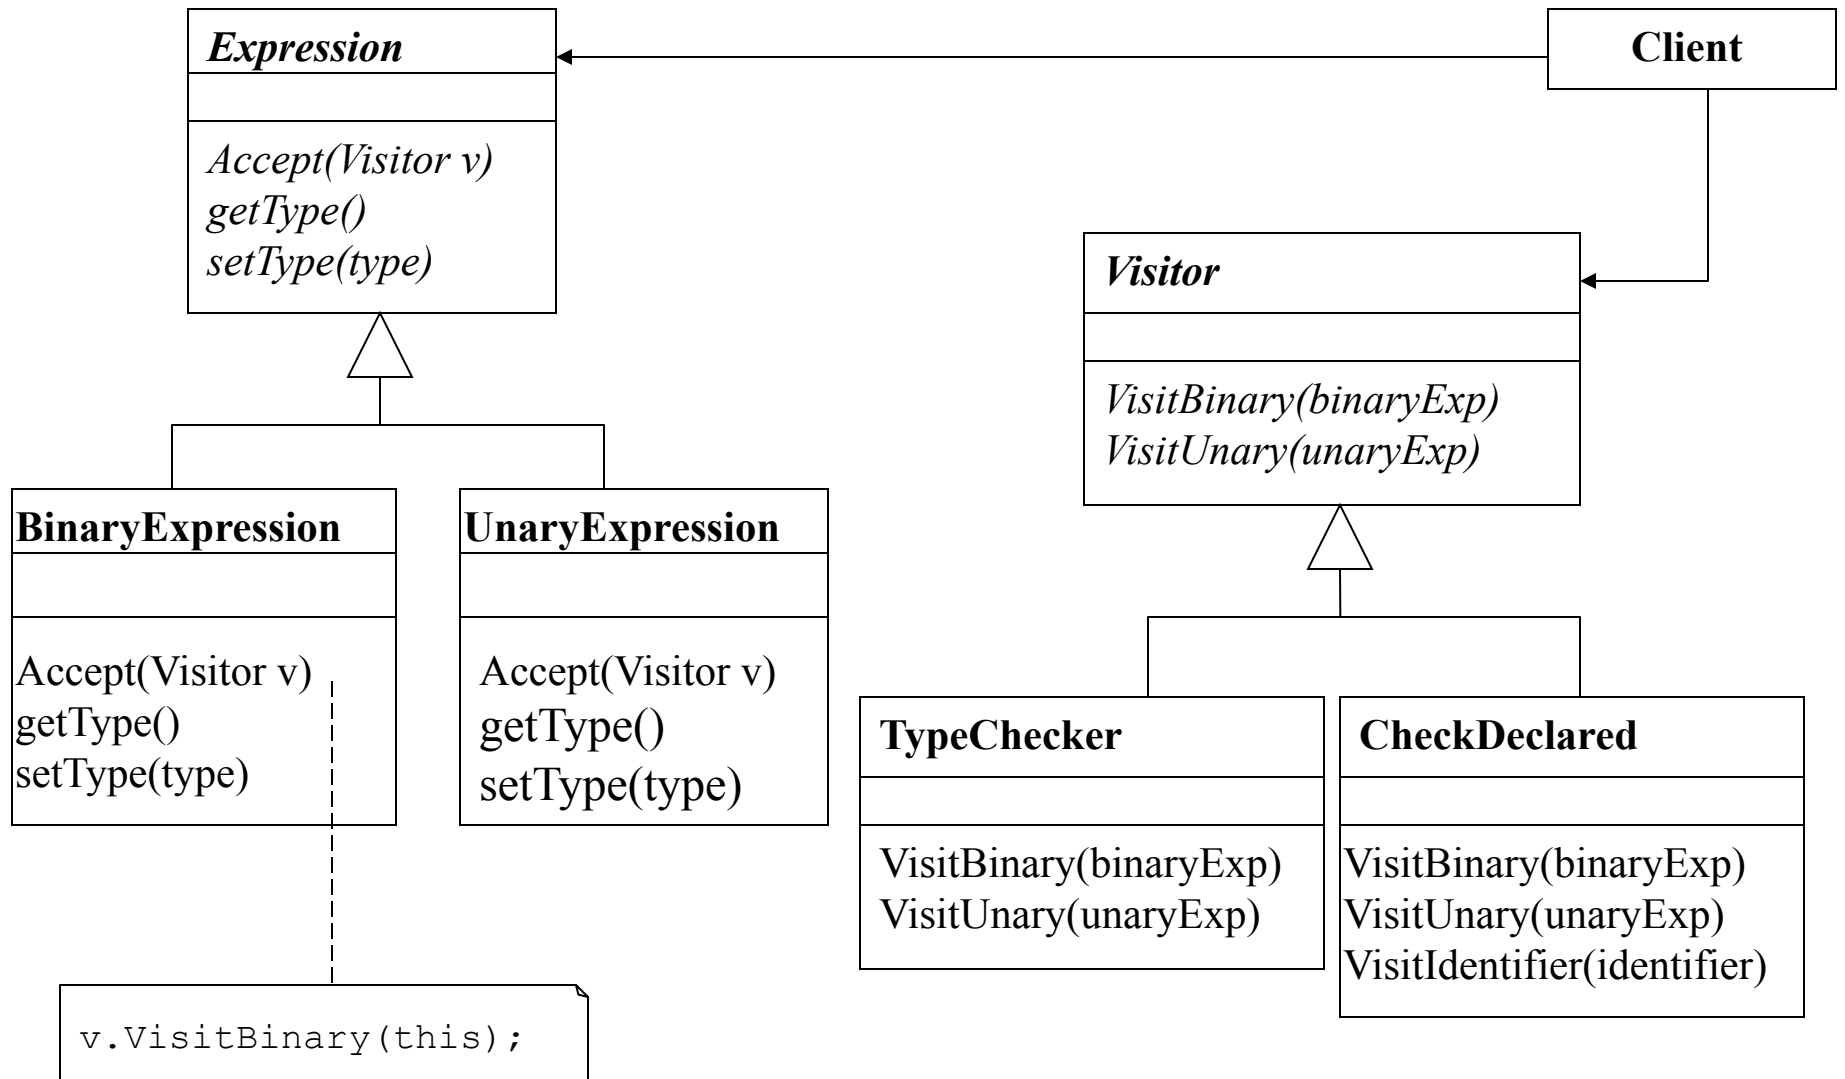 Expression
Accept(Visitor v)
getType()
setType(type)
Client
Visitor
VisitBinary(binaryExp)
VisitUnary(unaryExp)
BinaryExpression
Accept(Visitor v)
getType()
setType(type)
UnaryExpression
Accept(Visitor v)
getType()
setType(type)
TypeChecker
VisitBinary(binaryExp)
VisitUnary(unaryExp)
CheckDeclared
VisitBinary(binaryExp)
VisitUnary(unaryExp)
VisitIdentifier(identifier)
v.VisitBinary(this);